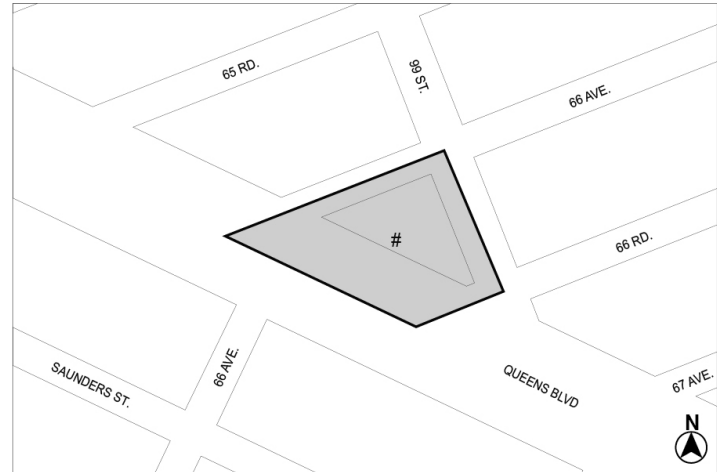 65 RD.
99 ST.
66 AVE.
#
66 RD.
66 AVE.
SAUNDERS ST.
QUEENS BLVD
67 AVE.
N